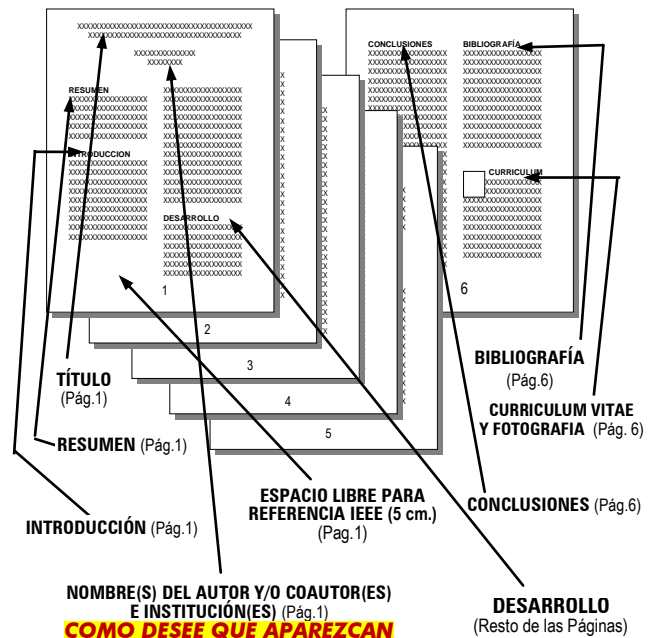 RESUMEN
INTRODUCCION
DESARROLLO
1
2
3
4
5
CONCLUSIONES
BIBLIOGRAFÍA
CURRICULUM
6
TÍTULO
(Pág.1)
RESUMEN (Pág.1)
INTRODUCCIÓN (Pág.1)
ESPACIO LIBRE PARA
REFERENCIA IEEE (5 cm.)
(Pag.1)
NOMBRE(S) DEL AUTOR Y/O COAUTOR(ES)
E INSTITUCIÓN(ES) (Pág.1)
COMO DESEE QUE APAREZCAN
BIBLIOGRAFÍA
(Pág.6)
CURRICULUM VITAE
Y FOTOGRAFIA (Pág. 6)
CONCLUSIONES (Pág.6)
DESARROLLO
(Resto de las Páginas)